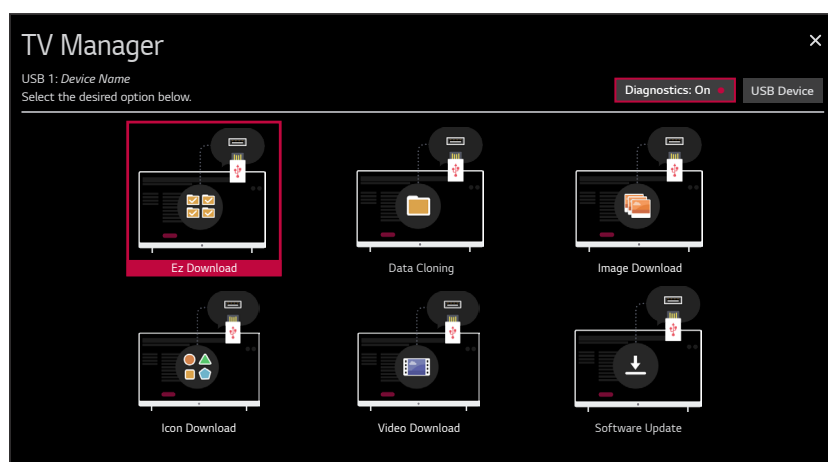 TV Manager
USB 1: Device Name
Select the desired option below.
Diagnostics: On
USB Device
Ez Download
Data Cloning
Image Download
Icon Download
Video Download
Software Update